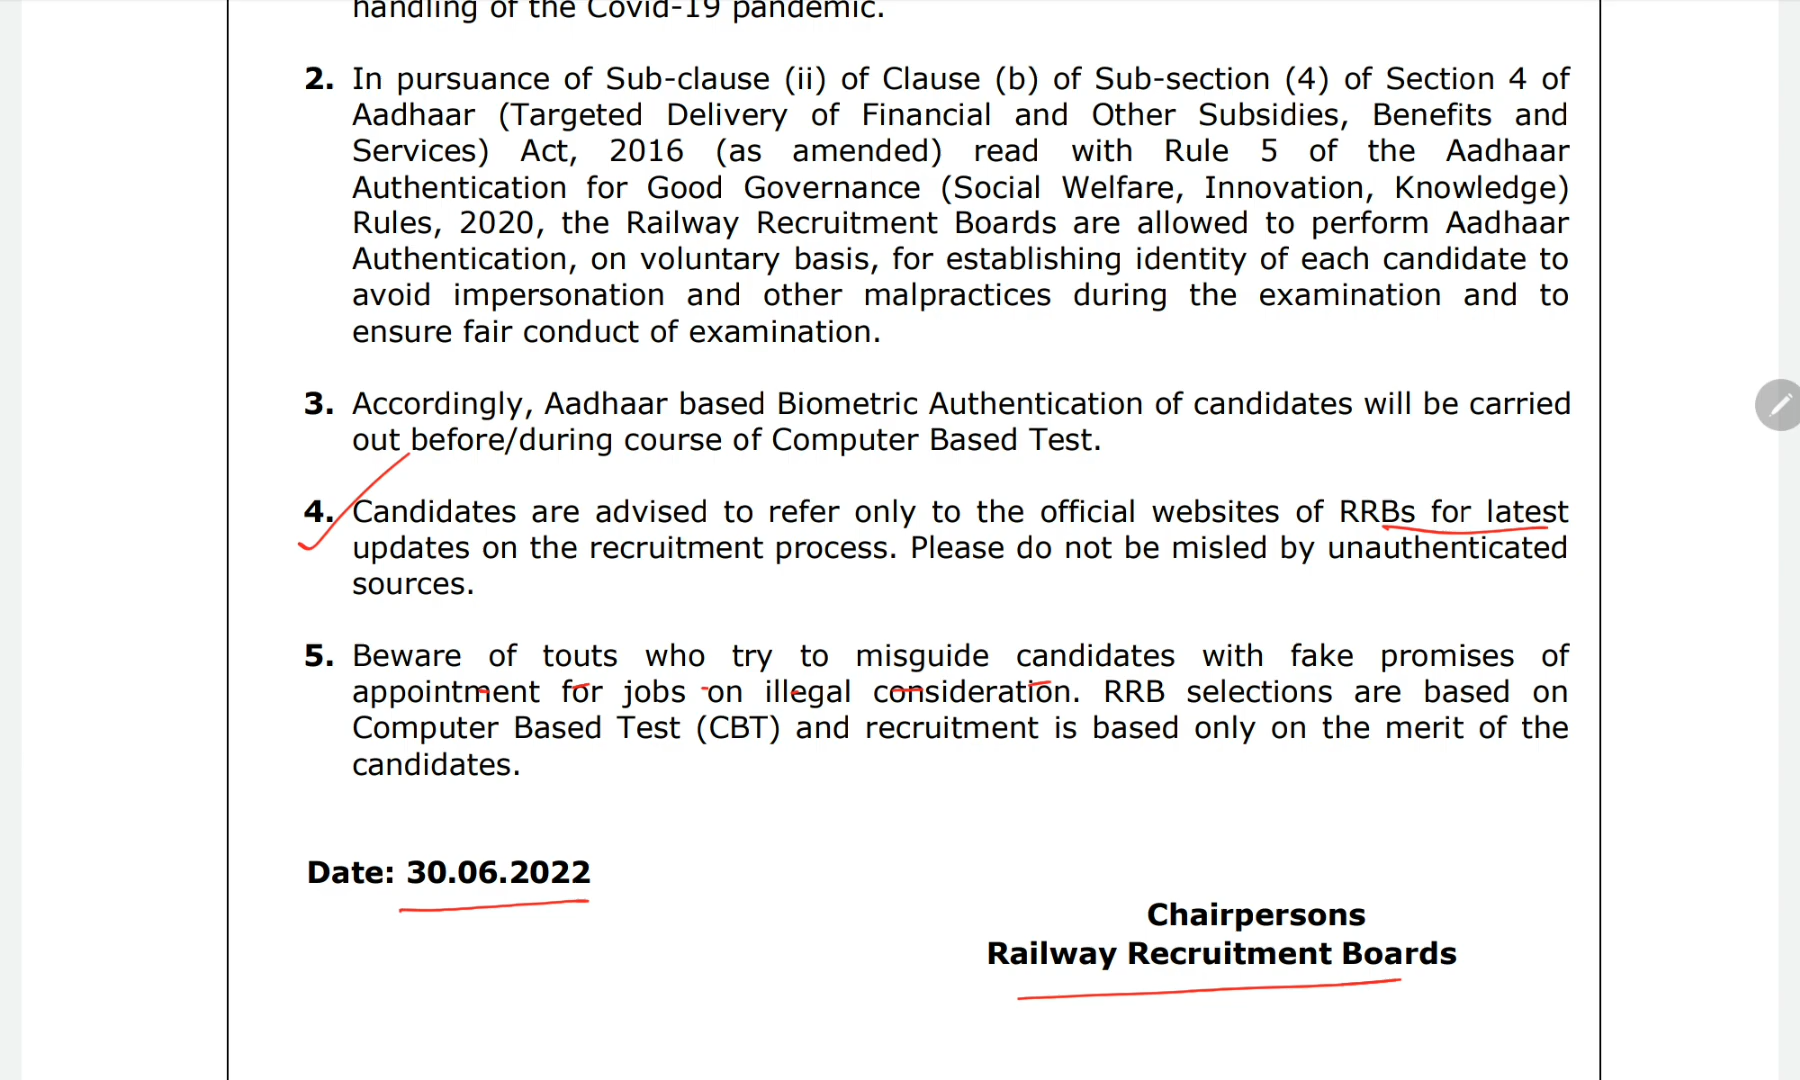 handling of the Covid-19 pandemic.
2. In pursuance of Sub-clause (ii) of Clause (b) of Sub-section (4) of Section 4 of
Aadhaar (Targeted Delivery of Financial and Other Subsidies, Benefits and
Services) Act, 2016 (as amended) read with Rule 5 of the Aadhaar
Authentication for Good Governance (Social Welfare, Innovation, Knowledge)
Rules, 2020, the Railway Recruitment Boards are allowed to perform Aadhaar
Authentication, on voluntary basis, for establishing identity of each candidate to
avoid impersonation and other malpractices during the examination and to
ensure fair conduct of examination.
3. Accordingly, Aadhaar based Biometric Authentication of candidates will be carried
out before/during course of Computer Based Test.
4. Candidates are advised to refer only to the official websites of RRBs for latest
updates on the recruitment process. Please do not be misled by unauthenticated
sources.
5. Beware of touts who try to misguide candidates with fake promises of
appointment for jobs on illegal consideration. RRB selections are based on
Computer Based Test (CBT) and recruitment is based only on the merit of the
candidates.
Date: 30.06.2022
Chairpersons
Railway Recruitment Boards